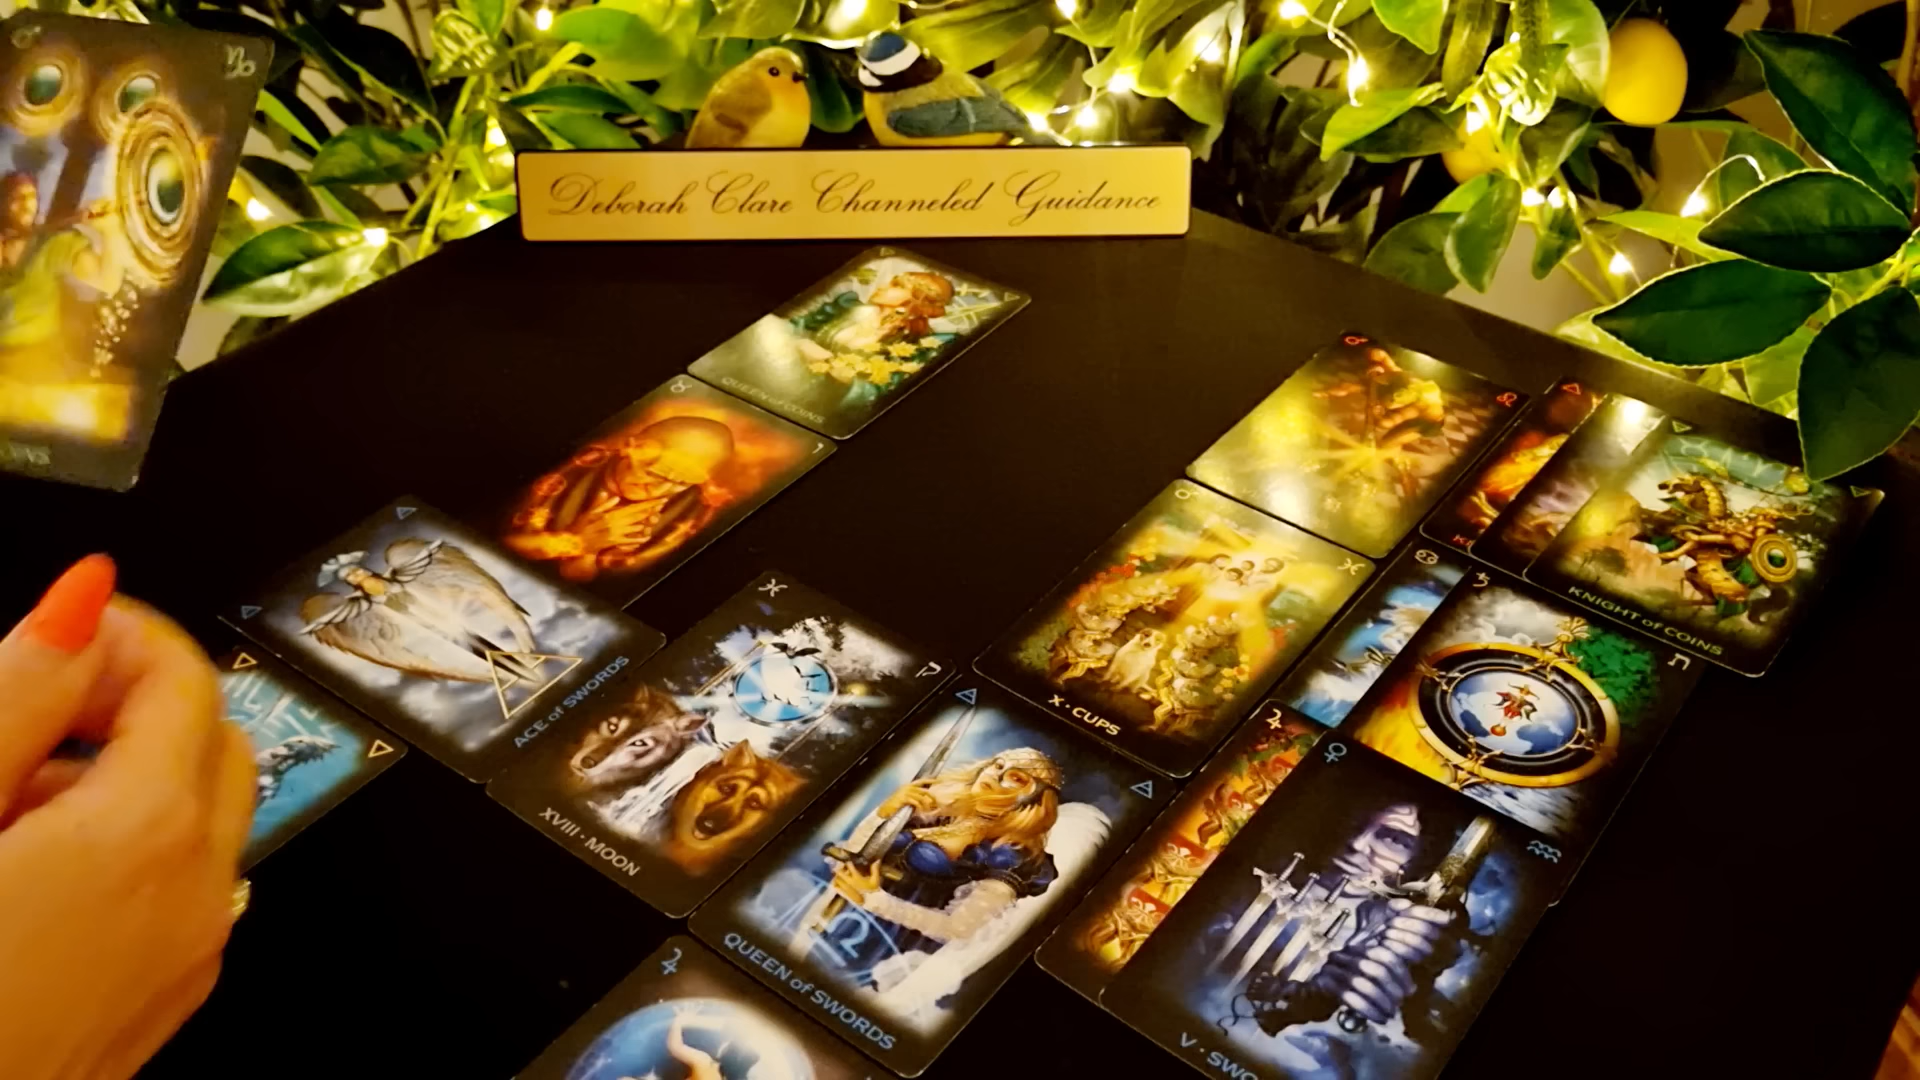 Deborah Clare Channeled Guidance
QUEEN of COINS
KNIGHT of COINS
ACE of SWORDS
X · CUPS
XVIII · MOON
QUEEN of SWORDS
V · SWO